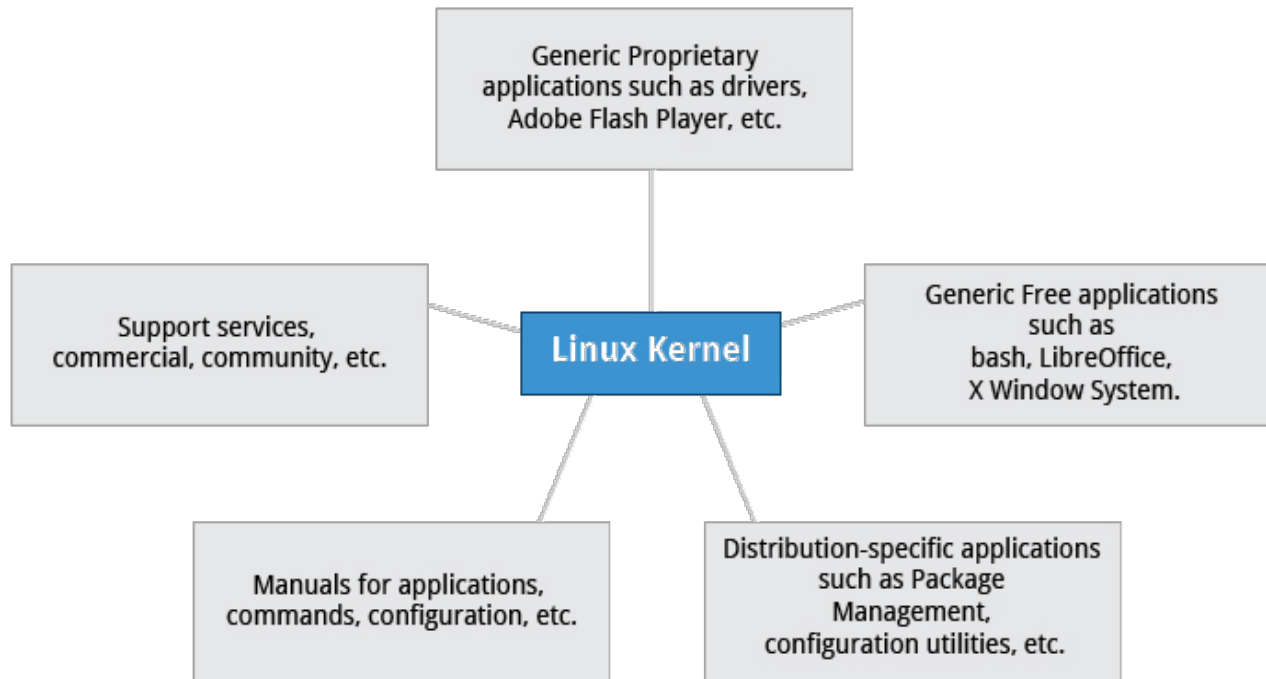 Generic Proprietary
applications such as drivers,
Adobe Flash Player, etc.
Support services,
commercial, community, etc.
Linux Kernel
Generic Free applications
such as
bash, LibreOffice,
X Window System.
Manuals for applications,
commands, configuration, etc.
Distribution-specific applications
such as Package
Management,
configuration utilities, etc.